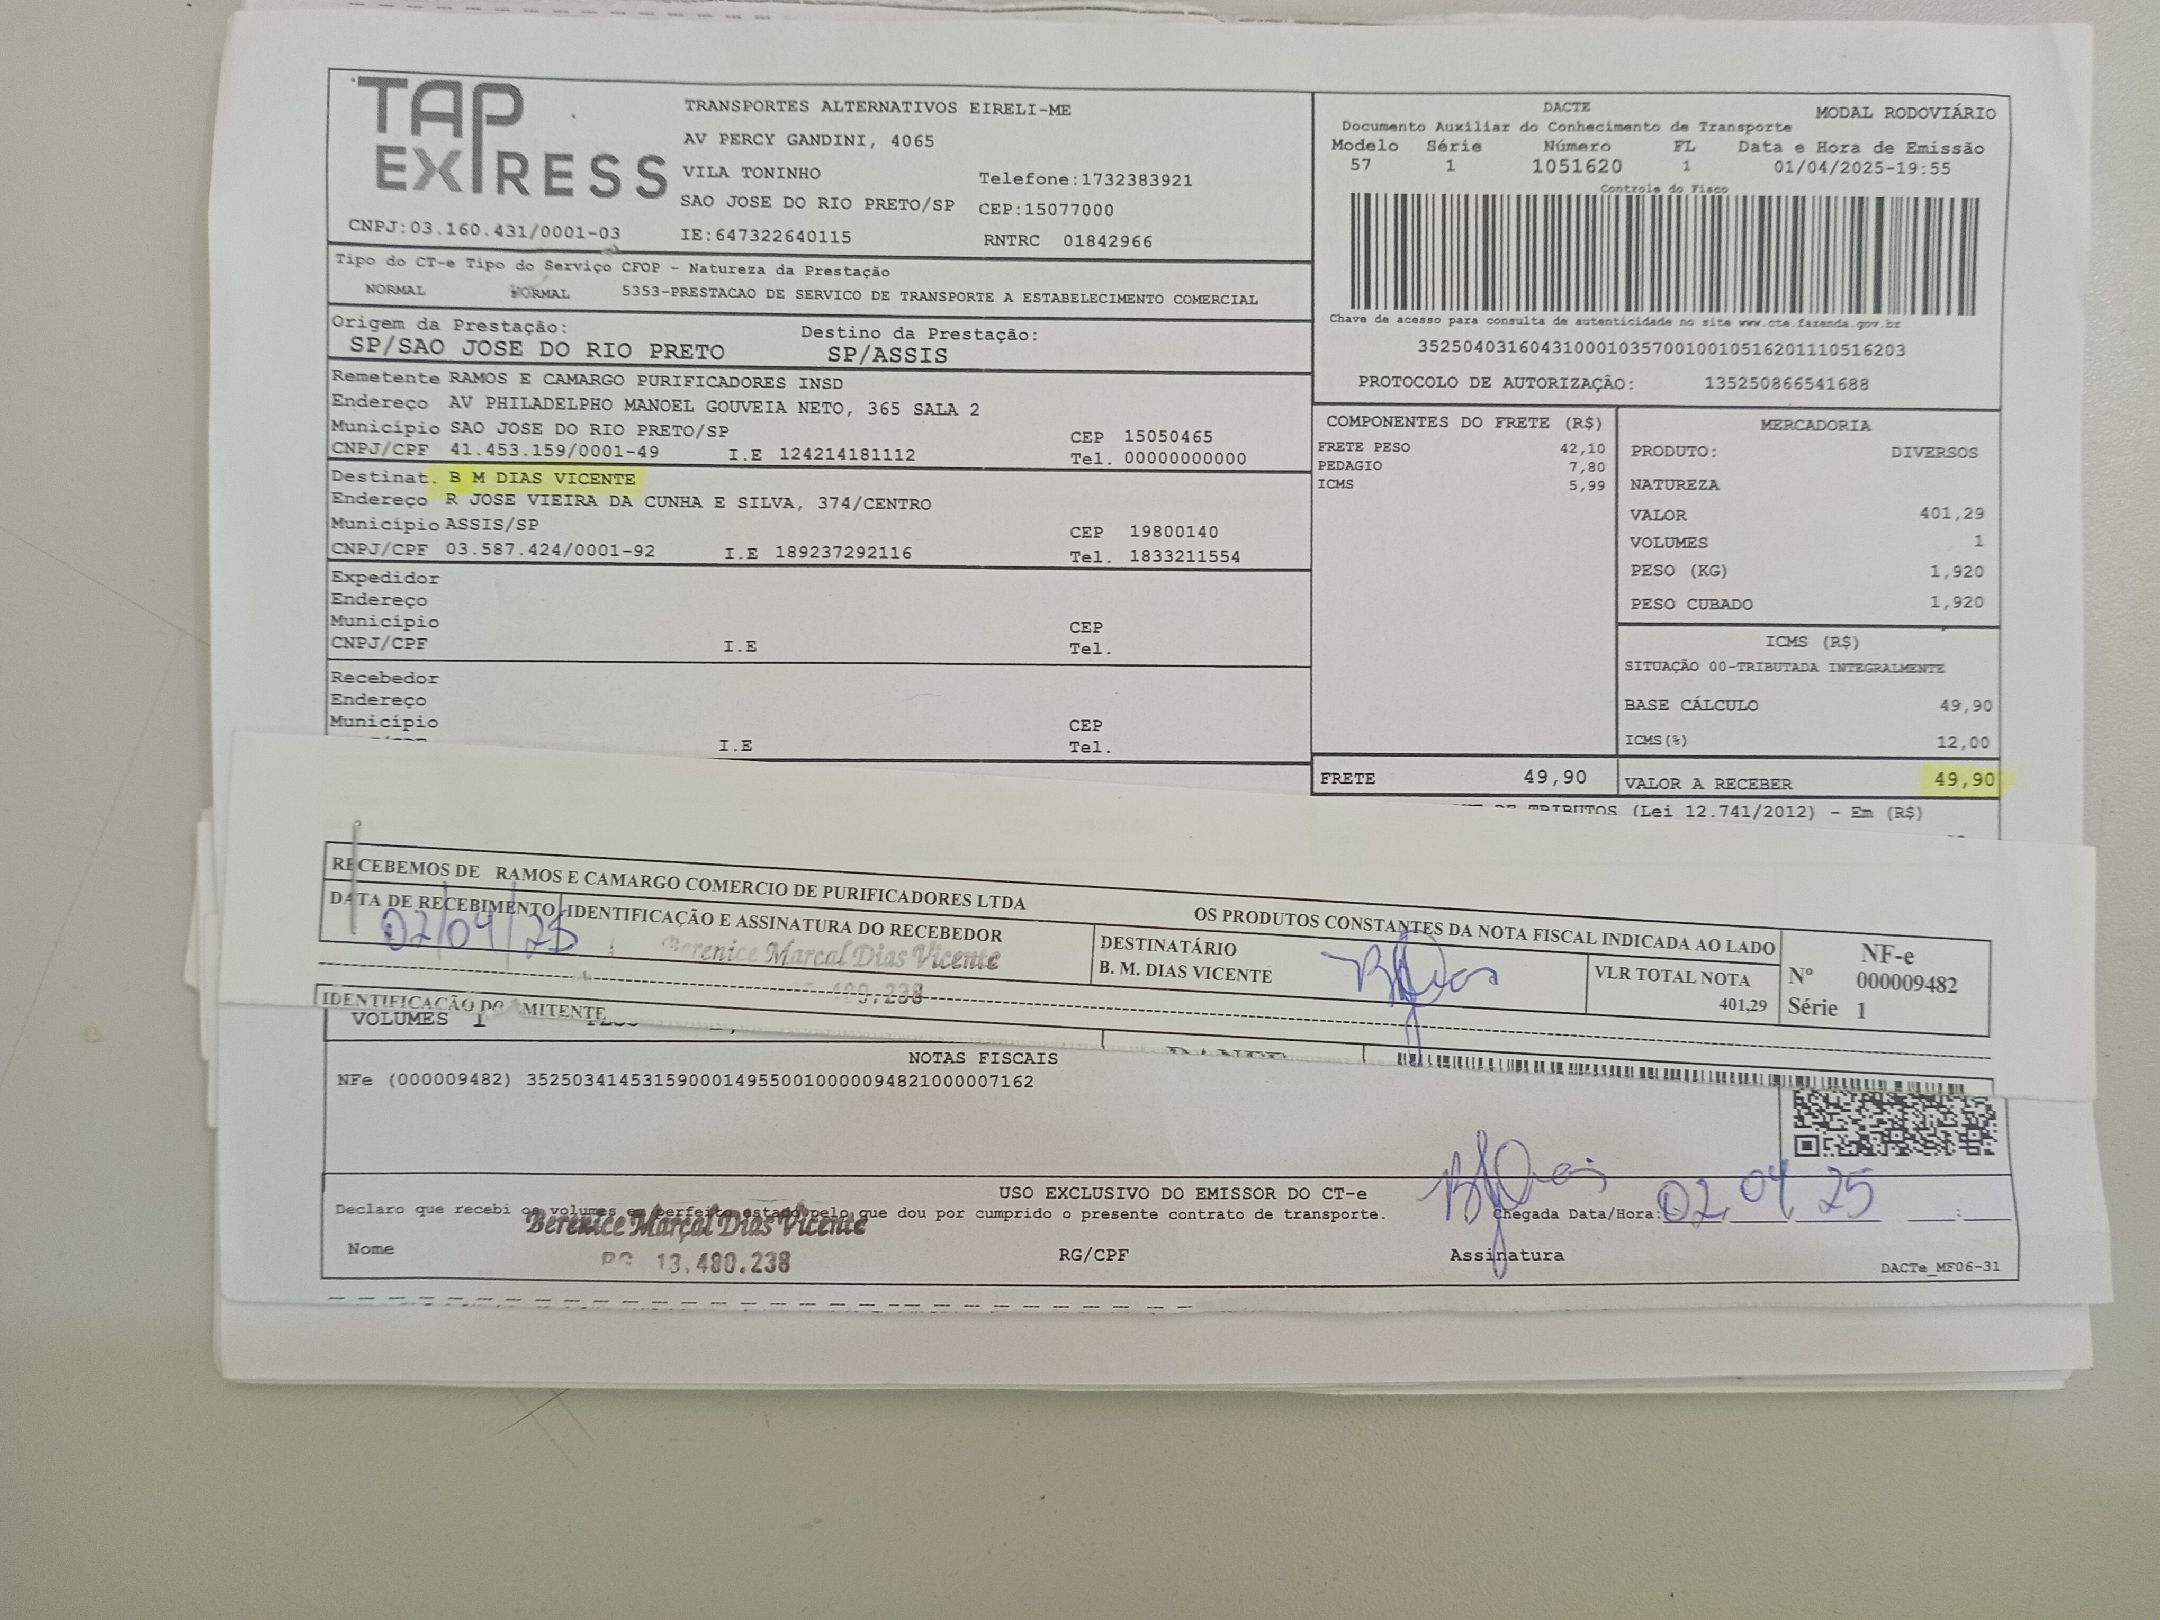 TAP EXPRESS
TRANSPORTES ALTERNATIVOS EIRELI-ME
AV PERCY GANDINI, 4065
VILA TONINHO
Telefone:1732383921
SAO JOSE DO RIO PRETO/SP CEP:15077000
CNPJ:03.160.431/0001-03 IE:647322640115 RNTRC 01842966
DACTE MODAL RODOVIÁRIO
Documento Auxiliar do Conhecimento de Transporte
Modelo Série Número FL Data e Hora de Emissão
57 1 1051620 1 01/04/2025-19:55
Controle do Fisco
Chave de acesso para consulta de autenticidade no site www.cte.fazenda.gov.br
35250403160431000103570010010516201110516203
PROTOCOLO DE AUTORIZAÇÃO: 135250866541688
Tipo do CT-e Tipo do Serviço CFOP - Natureza da Prestação
NORMAL NORMAL 5353-PRESTACAO DE SERVICO DE TRANSPORTE A ESTABELECIMENTO COMERCIAL
Origem da Prestação: Destino da Prestação:
SP/SAO JOSE DO RIO PRETO SP/ASSIS
Remetente RAMOS E CAMARGO PURIFICADORES INSD
Endereço AV PHILADELPHO MANOEL GOUVEIA NETO, 365 SALA 2
Município SAO JOSE DO RIO PRETO/SP CEP 15050465
CNPJ/CPF 41.453.159/0001-49 I.E 124214181112 Tel. 00000000000
Destinat. B M DIAS VICENTE
Endereço R JOSE VIEIRA DA CUNHA E SILVA, 374/CENTRO
Município ASSIS/SP CEP 19800140
CNPJ/CPF 03.587.424/0001-92 I.E 189237292116 Tel. 1833211554
Expedidor
Endereço
Município CEP
CNPJ/CPF I.E Tel.
Recebedor
Endereço
Município CEP
I.E Tel.
COMPONENTES DO FRETE (R$)
FRETE PESO 42,10
PEDAGIO 7,80
ICMS 5,99
MERCADORIA
PRODUTO: DIVERSOS
NATUREZA
VALOR 401,29
VOLUMES 1
PESO (KG) 1,920
PESO CUBADO 1,920
ICMS (R$)
SITUAÇÃO 00-TRIBUTADA INTEGRALMENTE
BASE CÁLCULO 49,90
ICMS(%) 12,00
FRETE 49,90 VALOR A RECEBER 49,90
DE TRIBUTOS (Lei 12.741/2012) - Em (R$)
RECEBEMOS DE RAMOS E CAMARGO COMERCIO DE PURIFICADORES LTDA OS PRODUTOS CONSTANTES DA NOTA FISCAL INDICADA AO LADO
DATA DE RECEBIMENTO IDENTIFICAÇÃO E ASSINATURA DO RECEBEDOR
02/04/25 Berenice Marçal Dias Vicente
.480.238
DESTINATÁRIO
B. M. DIAS VICENTE
VLR TOTAL NOTA
401,29
NF-e
Nº 000009482
Série 1
IDENTIFICAÇÃO DO EMITENTE
VOLUMES 1
NOTAS FISCAIS
NFe (000009482) 35250341453159000149550010000094821000007162
USO EXCLUSIVO DO EMISSOR DO CT-e
Declaro que recebi os volumes em perfeito estado pelo que dou por cumprido o presente contrato de transporte. Chegada Data/Hora: 02 04 25 :
Berenice Marçal Dias Vicente
Nome RG 13.480.238 RG/CPF Assinatura
DACTe_MF06-31